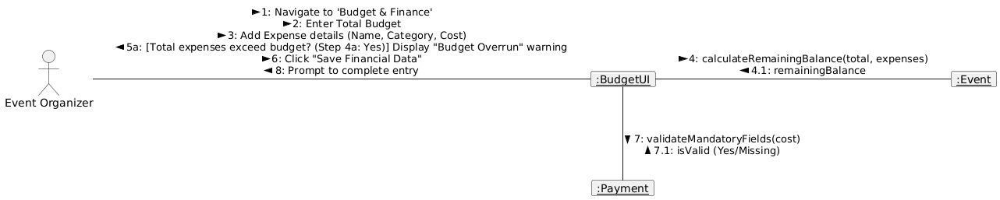 1: Navigate to 'Budget & Finance'
2: Enter Total Budget
3: Add Expense details (Name, Category, Cost)
5a: [Total expenses exceed budget? (Step 4a: Yes)] Display "Budget Overrun" warning
6: Click "Save Financial Data"
8: Prompt to complete entry
4: calculateRemainingBalance(total, expenses)
4.1: remainingBalance
Event Organizer
:BudgetUI
:Event
7: validateMandatoryFields(cost)
7.1: isValid (Yes/Missing)
:Payment